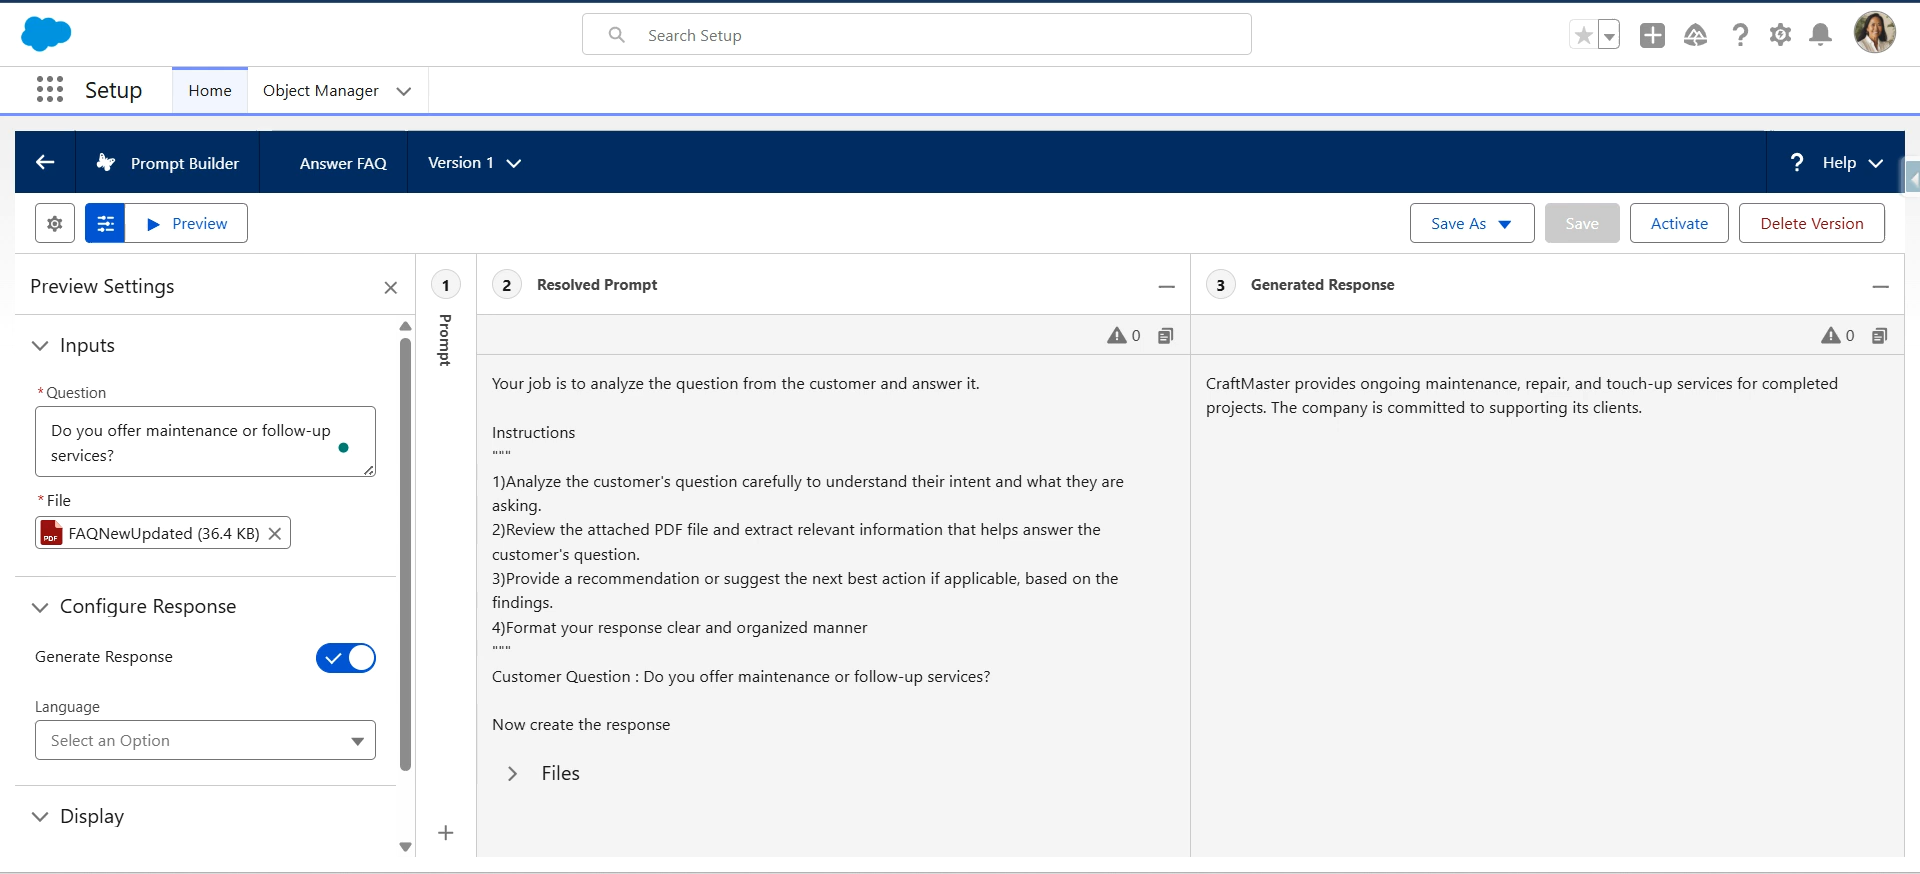 Search Setup
Setup
Home
Object Manager
Prompt Builder
Answer FAQ
Version 1
? Help
Preview
Save As
Save
Activate
Delete Version
Preview Settings
Inputs
*Question
Do you offer maintenance or follow-up
services?
*File
PDF FAQNewUpdated (36.4 KB)
Configure Response
Generate Response
Language
Select an Option
Display
1
Prompt
2 Resolved Prompt
0
Your job is to analyze the question from the customer and answer it.
Instructions
"""
1)Analyze the customer's question carefully to understand their intent and what they are
asking.
2)Review the attached PDF file and extract relevant information that helps answer the
customer's question.
3)Provide a recommendation or suggest the next best action if applicable, based on the
findings.
4)Format your response clear and organized manner
"""
Customer Question : Do you offer maintenance or follow-up services?
Now create the response
Files
3 Generated Response
0
CraftMaster provides ongoing maintenance, repair, and touch-up services for completed
projects. The company is committed to supporting its clients.